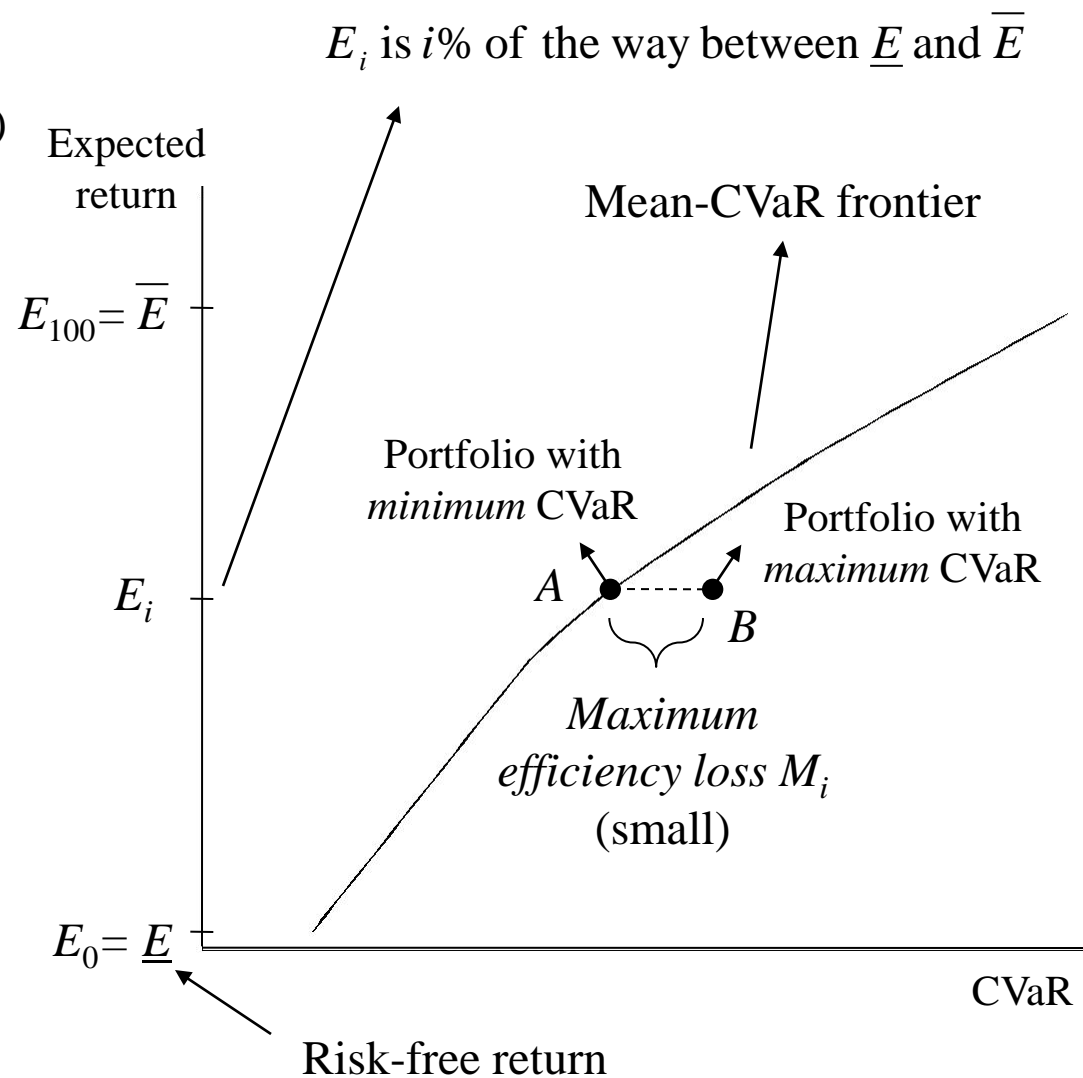 E_i is i% of the way between E̲ and E̅
)
Expected
return
Mean-CVaR frontier
E_100= E̅
Portfolio with
minimum CVaR
Portfolio with
maximum CVaR
E_i
A
B
Maximum
efficiency loss M_i
(small)
E_0= E̲
CVaR
Risk-free return